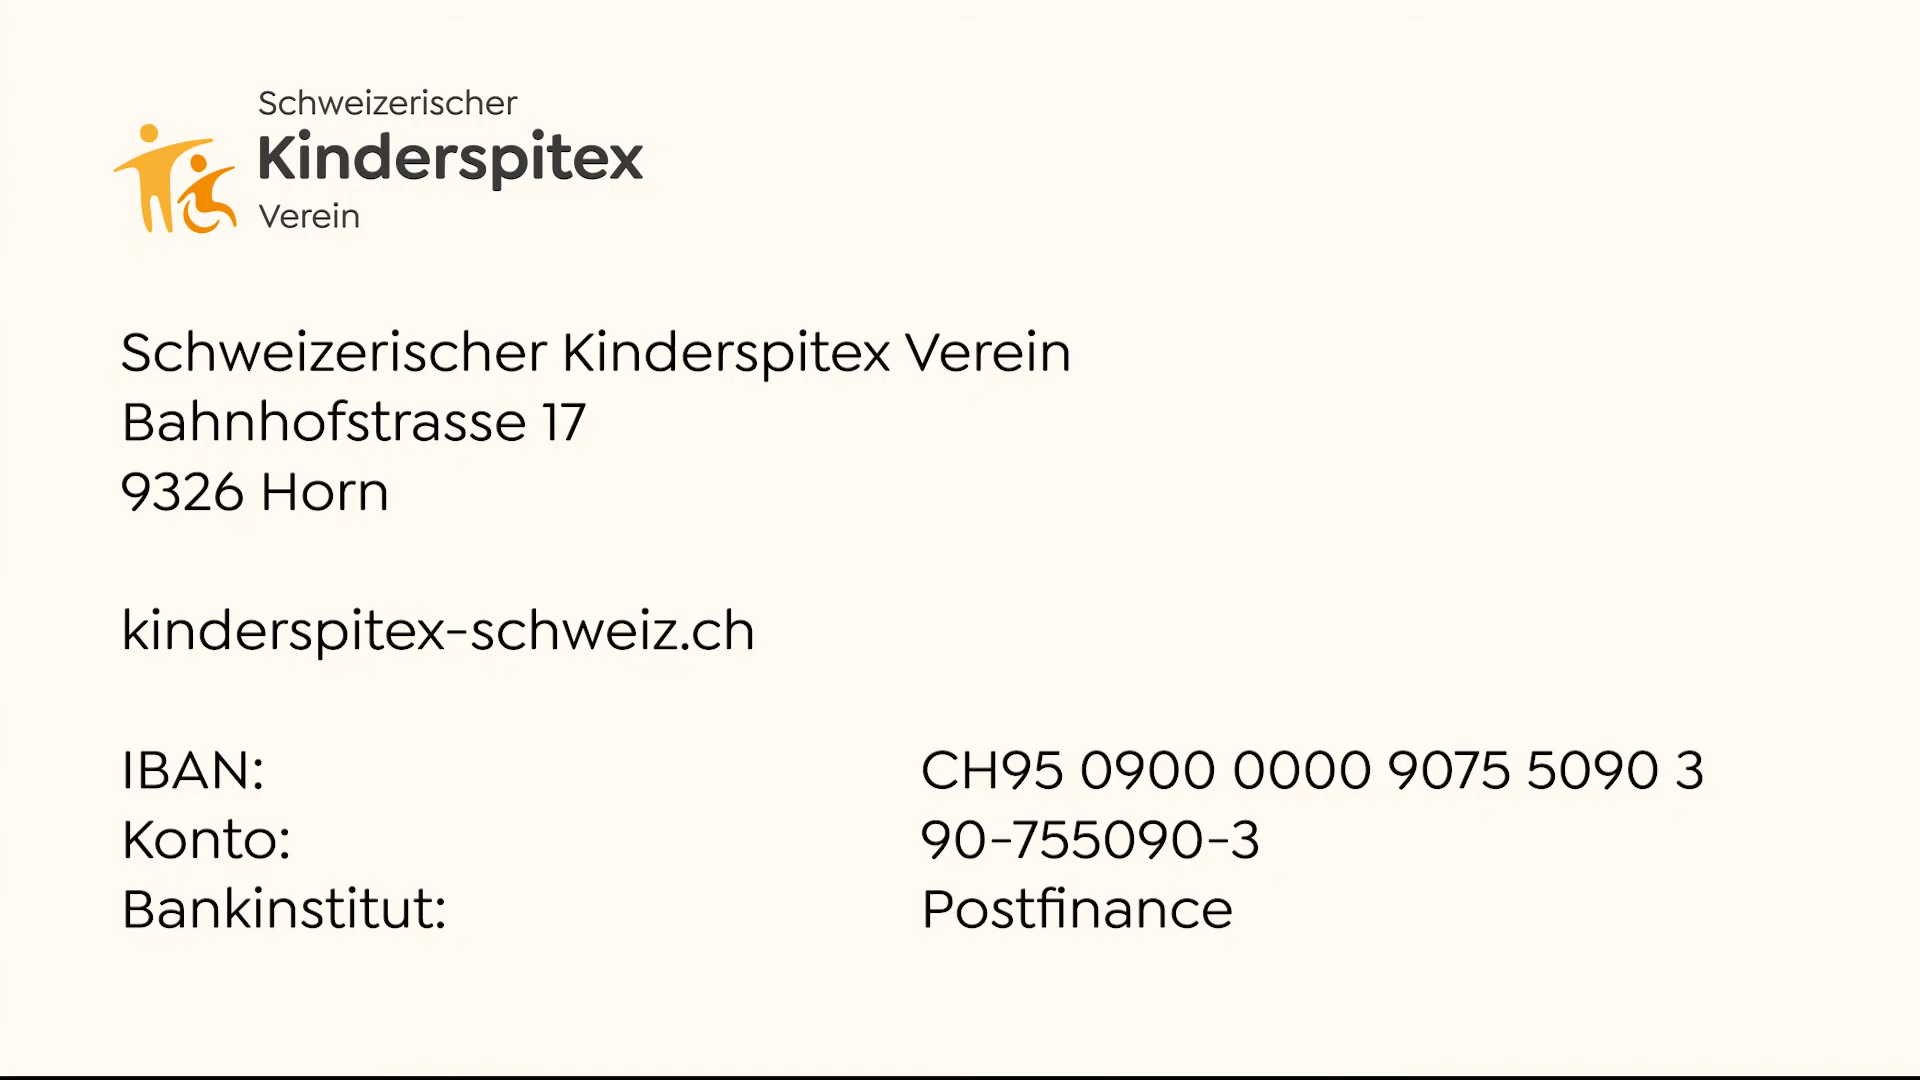 Schweizerischer
Kinderspitex
Verein
Schweizerischer Kinderspitex Verein
Bahnhofstrasse 17
9326 Horn
kinderspitex-schweiz.ch
IBAN: CH95 0900 0000 9075 5090 3
Konto: 90-755090-3
Bankinstitut: Postfinance